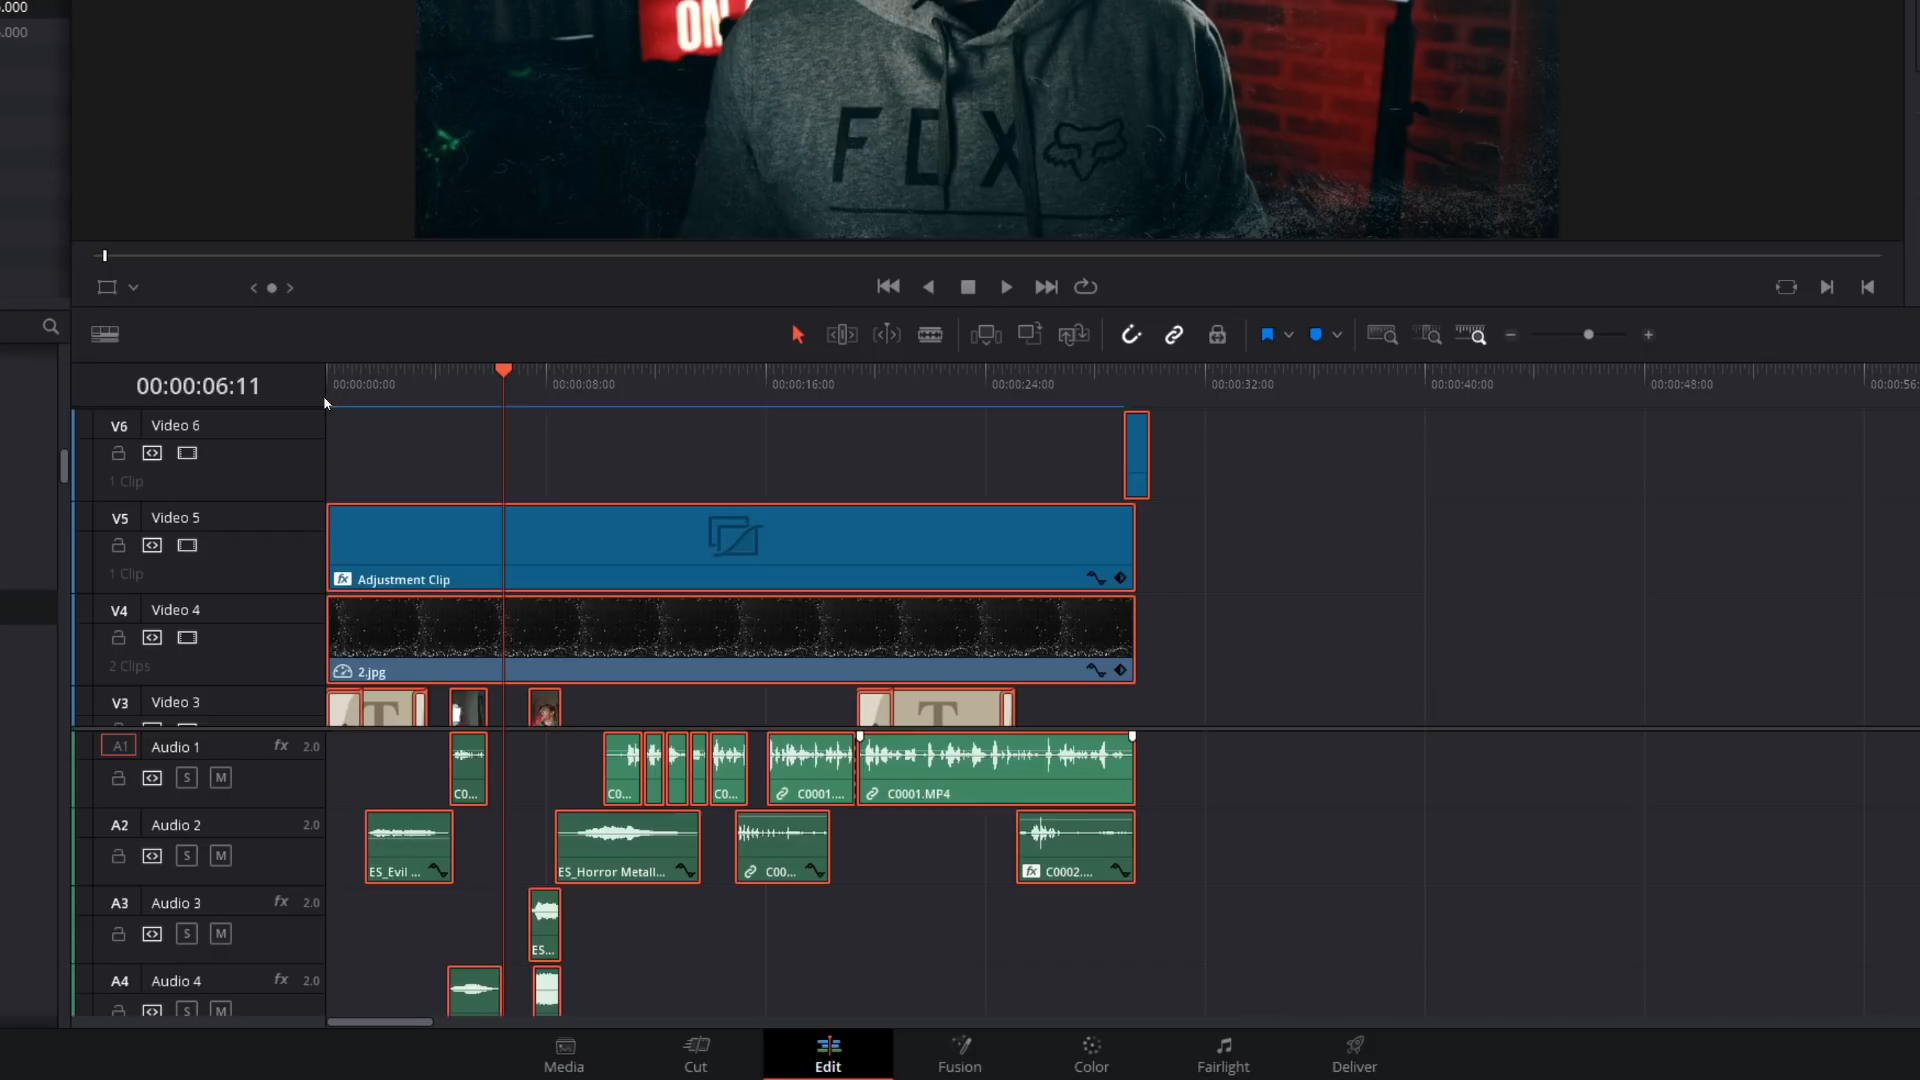 5.000
.000
ON
FOX
00:00:06:11
00:00:00:00
00:00:08:00
00:00:16:00
00:00:24:00
00:00:32:00
00:00:40:00
00:00:48:00
00:00:56:
V6 Video 6
1 Clip
V5 Video 5
1 Clip
fx Adjustment Clip
V4 Video 4
2 Clips
2.jpg
V3 Video 3
T
T
A1 Audio 1 fx 2.0
S M
C0...
C0...
C0...
C0001....
C0001.MP4
A2 Audio 2 2.0
S M
ES_Evil ...
ES_Horror Metall...
C00...
fx C0002....
A3 Audio 3 fx 2.0
S M
ES...
A4 Audio 4 fx 2.0
S M
Media
Cut
Edit
Fusion
Color
Fairlight
Deliver